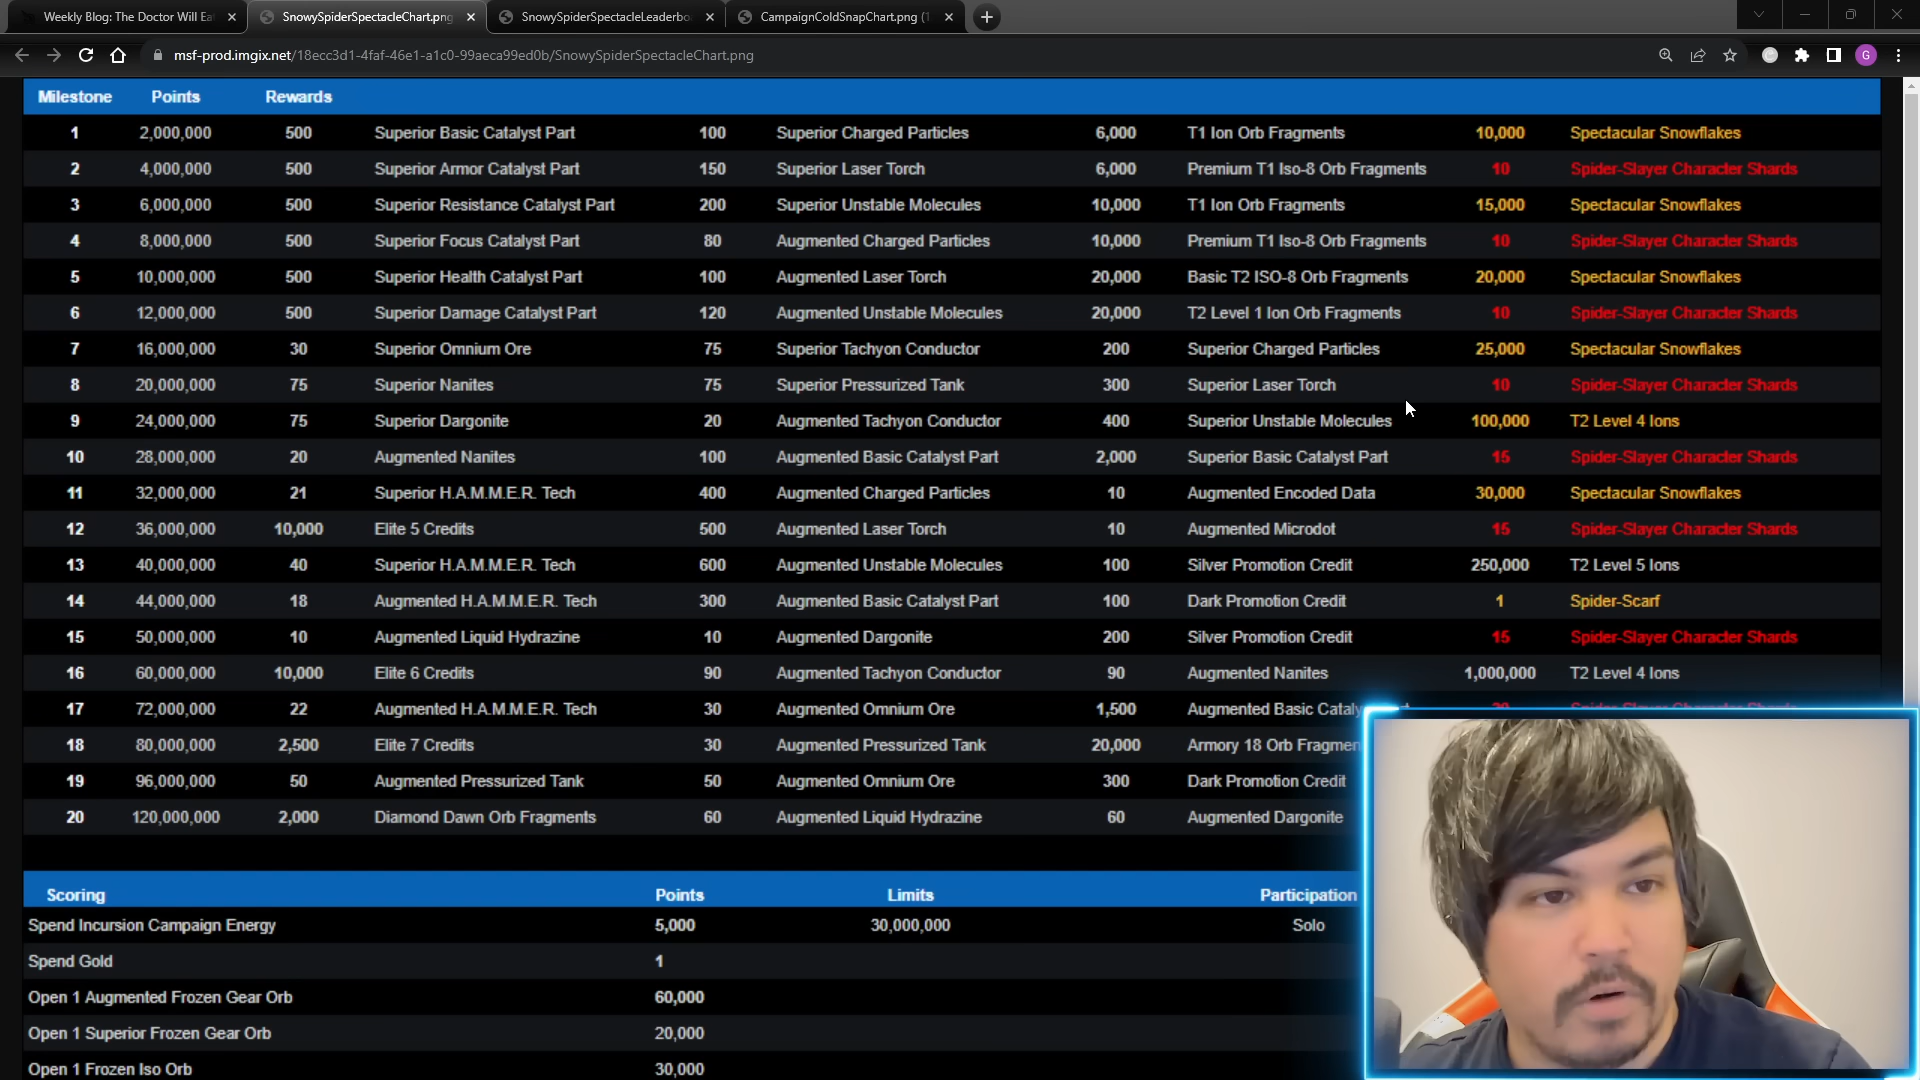 Weekly Blog: The Doctor Will Eat
SnowySpiderSpectacleChart.png
SnowySpiderSpectacleLeaderbo
CampaignColdSnapChart.png (1
msf-prod.imgix.net/18ecc3d1-4faf-46e1-a1c0-99aeca99ed0b/SnowySpiderSpectacleChart.png
G
Milestone Points Rewards
1 2,000,000 500 Superior Basic Catalyst Part 100 Superior Charged Particles 6,000 T1 Ion Orb Fragments 10,000 Spectacular Snowflakes
2 4,000,000 500 Superior Armor Catalyst Part 150 Superior Laser Torch 6,000 Premium T1 Iso-8 Orb Fragments 10 Spider-Slayer Character Shards
3 6,000,000 500 Superior Resistance Catalyst Part 200 Superior Unstable Molecules 10,000 T1 Ion Orb Fragments 15,000 Spectacular Snowflakes
4 8,000,000 500 Superior Focus Catalyst Part 80 Augmented Charged Particles 10,000 Premium T1 Iso-8 Orb Fragments 10 Spider-Slayer Character Shards
5 10,000,000 500 Superior Health Catalyst Part 100 Augmented Laser Torch 20,000 Basic T2 ISO-8 Orb Fragments 20,000 Spectacular Snowflakes
6 12,000,000 500 Superior Damage Catalyst Part 120 Augmented Unstable Molecules 20,000 T2 Level 1 Ion Orb Fragments 10 Spider-Slayer Character Shards
7 16,000,000 30 Superior Omnium Ore 75 Superior Tachyon Conductor 200 Superior Charged Particles 25,000 Spectacular Snowflakes
8 20,000,000 75 Superior Nanites 75 Superior Pressurized Tank 300 Superior Laser Torch 10 Spider-Slayer Character Shards
9 24,000,000 75 Superior Dargonite 20 Augmented Tachyon Conductor 400 Superior Unstable Molecules 100,000 T2 Level 4 Ions
10 28,000,000 20 Augmented Nanites 100 Augmented Basic Catalyst Part 2,000 Superior Basic Catalyst Part 15 Spider-Slayer Character Shards
11 32,000,000 21 Superior H.A.M.M.E.R. Tech 400 Augmented Charged Particles 10 Augmented Encoded Data 30,000 Spectacular Snowflakes
12 36,000,000 10,000 Elite 5 Credits 500 Augmented Laser Torch 10 Augmented Microdot 15 Spider-Slayer Character Shards
13 40,000,000 40 Superior H.A.M.M.E.R. Tech 600 Augmented Unstable Molecules 100 Silver Promotion Credit 250,000 T2 Level 5 Ions
14 44,000,000 18 Augmented H.A.M.M.E.R. Tech 300 Augmented Basic Catalyst Part 100 Dark Promotion Credit 1 Spider-Scarf
15 50,000,000 10 Augmented Liquid Hydrazine 10 Augmented Dargonite 200 Silver Promotion Credit 15 Spider-Slayer Character Shards
16 60,000,000 10,000 Elite 6 Credits 90 Augmented Tachyon Conductor 90 Augmented Nanites 1,000,000 T2 Level 4 Ions
17 72,000,000 22 Augmented H.A.M.M.E.R. Tech 30 Augmented Omnium Ore 1,500 Augmented Basic Cataly Spider-Slayer Character Shards
18 80,000,000 2,500 Elite 7 Credits 30 Augmented Pressurized Tank 20,000 Armory 18 Orb Fragmen
19 96,000,000 50 Augmented Pressurized Tank 50 Augmented Omnium Ore 300 Dark Promotion Credit
20 120,000,000 2,000 Diamond Dawn Orb Fragments 60 Augmented Liquid Hydrazine 60 Augmented Dargonite
Scoring Points Limits Participation
Spend Incursion Campaign Energy 5,000 30,000,000 Solo
Spend Gold 1
Open 1 Augmented Frozen Gear Orb 60,000
Open 1 Superior Frozen Gear Orb 20,000
Open 1 Frozen Iso Orb 30,000